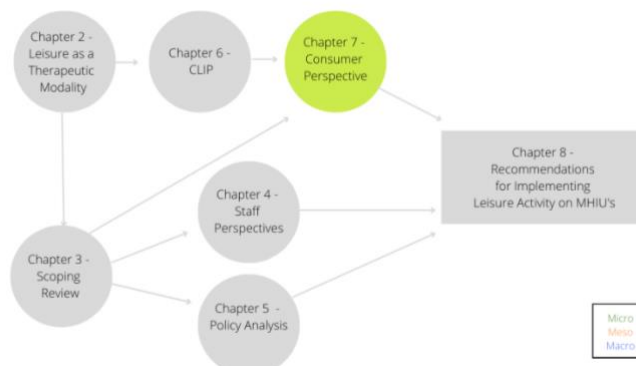 Chapter 2 -
Leisure as a
Therapeutic
Modality
Chapter 6 -
CLIP
Chapter 7 -
Consumer
Perspective
Chapter 8 -
Recommendations
for Implementing
Leisure Activity on MHIU's
Chapter 4 -
Staff
Perspectives
Chapter 3 -
Scoping
Review
Chapter 5 -
Policy Analysis
Micro
Meso
Macro